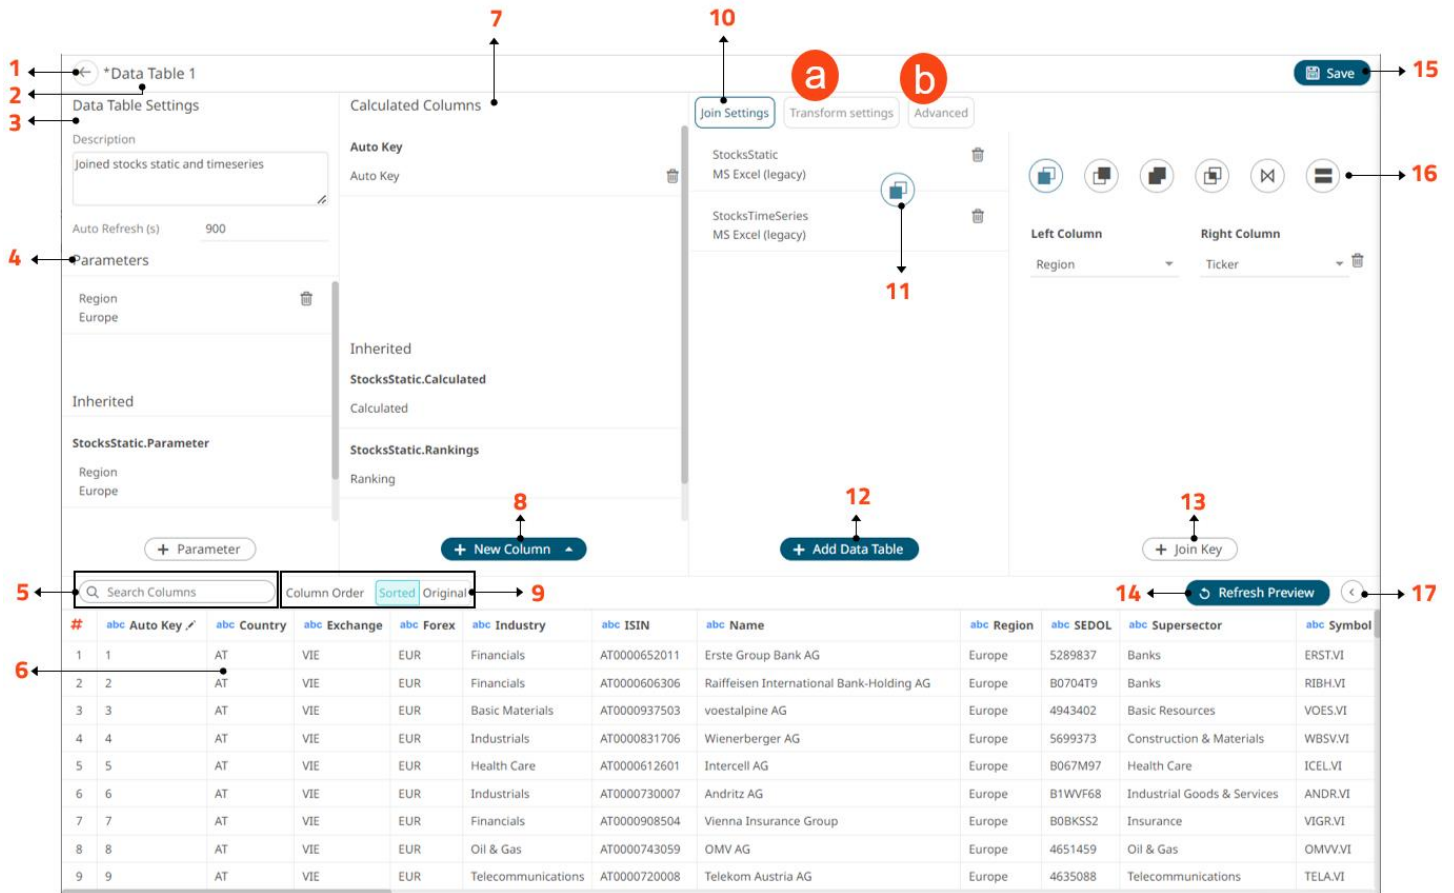 7
10
1
*Data Table 1
a
b
Save
15
2
Data Table Settings
Calculated Columns
Join Settings
Transform settings
Advanced
3
Description
Joined stocks static and timeseries
Auto Key
Auto Key
StocksStatic
MS Excel (legacy)
16
StocksTimeSeries
MS Excel (legacy)
Auto Refresh (s)
900
Left Column
Right Column
4
Parameters
Region
Ticker
11
Region
Europe
Inherited
StocksStatic.Calculated
Calculated
Inherited
StocksStatic.Parameter
Region
Europe
StocksStatic.Rankings
Ranking
8
12
13
+ Parameter
+ New Column
+ Add Data Table
+ Join Key
5
Search Columns
Column Order
Sorted
Original
9
14
Refresh Preview
17
# abc Auto Key abc Country abc Exchange abc Forex abc Industry abc ISIN abc Name abc Region abc SEDOL abc Supersector abc Symbol
6
1 1 AT VIE EUR Financials AT0000652011 Erste Group Bank AG Europe 5289837 Banks ERST.VI
2 2 AT VIE EUR Financials AT0000606306 Raiffeisen International Bank-Holding AG Europe B0704T9 Banks RIBH.VI
3 3 AT VIE EUR Basic Materials AT0000937503 voestalpine AG Europe 4943402 Basic Resources VOES.VI
4 4 AT VIE EUR Industrials AT0000831706 Wienerberger AG Europe 5699373 Construction & Materials WBSV.VI
5 5 AT VIE EUR Health Care AT0000612601 Intercell AG Europe B067M97 Health Care ICEL.VI
6 6 AT VIE EUR Industrials AT0000730007 Andritz AG Europe B1WVF68 Industrial Goods & Services ANDR.VI
7 7 AT VIE EUR Financials AT0000908504 Vienna Insurance Group Europe B0BKSS2 Insurance VIGR.VI
8 8 AT VIE EUR Oil & Gas AT0000743059 OMV AG Europe 4651459 Oil & Gas OMVV.VI
9 9 AT VIE EUR Telecommunications AT0000720008 Telekom Austria AG Europe 4635088 Telecommunications TELA.VI